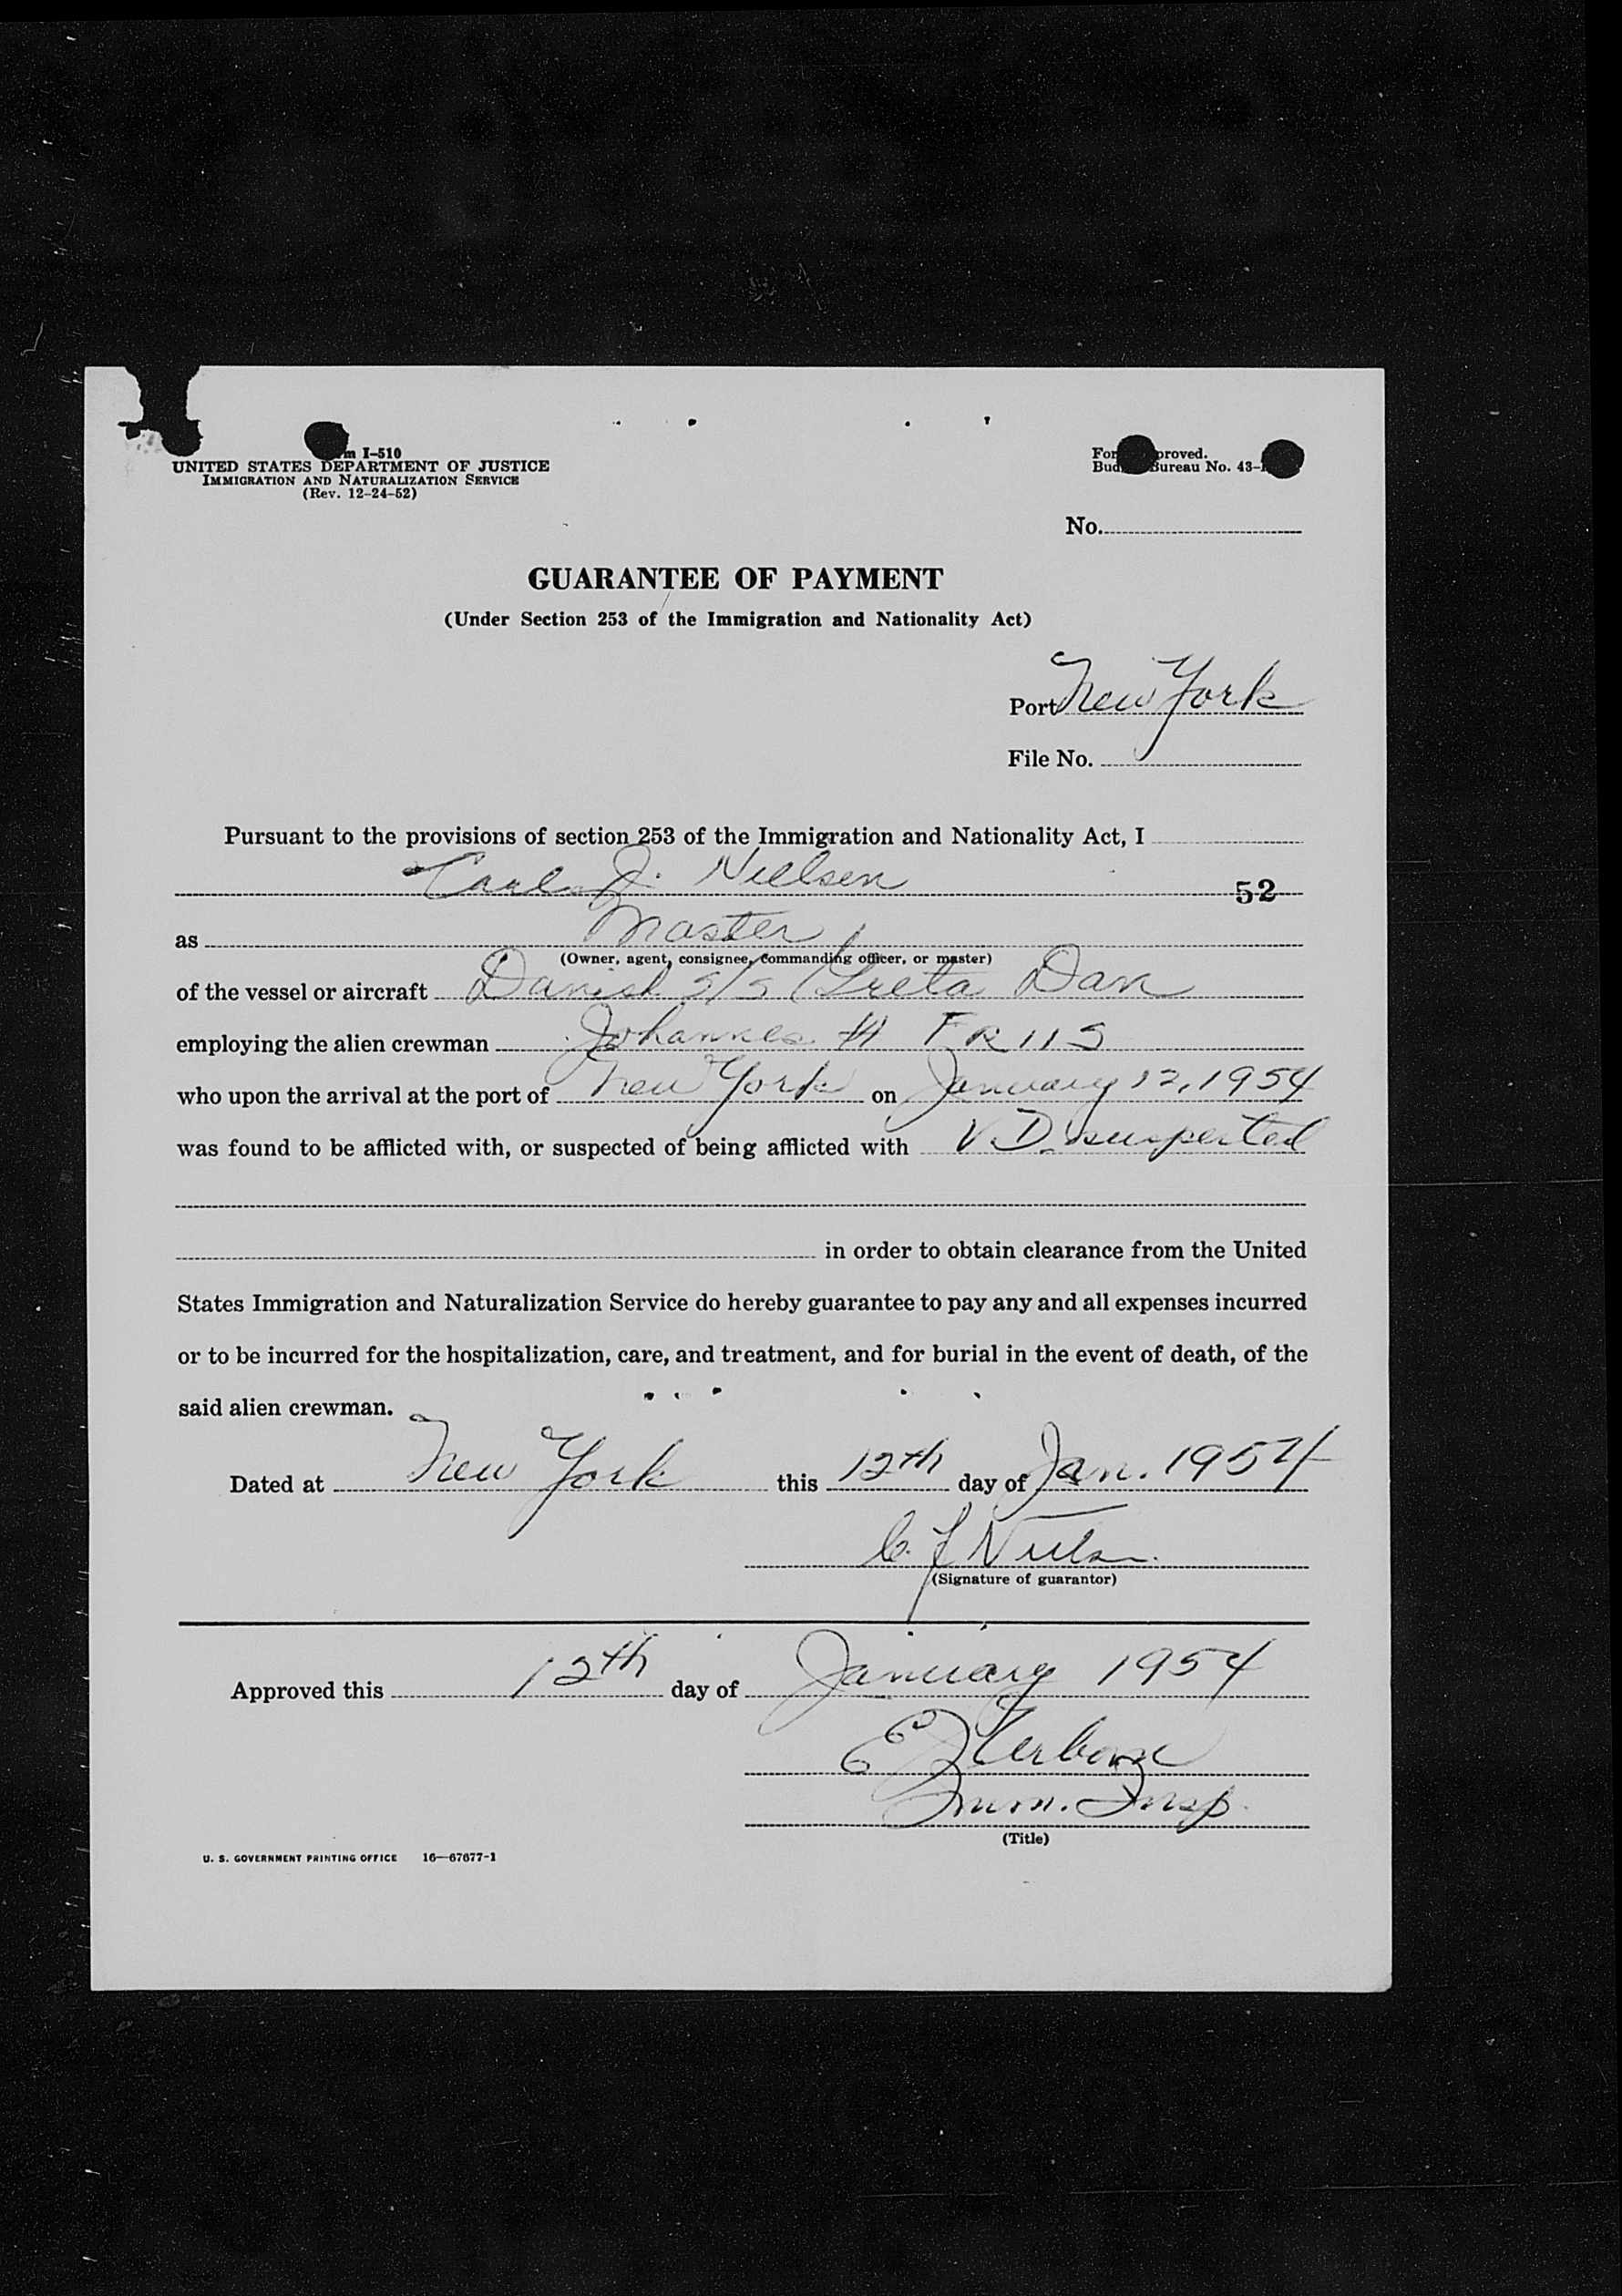 m I-510
UNITED STATES DEPARTMENT OF JUSTICE
IMMIGRATION AND NATURALIZATION SERVICE
(Rev. 12-24-52)
For proved.
Bud Bureau No. 43-
No.
GUARANTEE OF PAYMENT
(Under Section 253 of the Immigration and Nationality Act)
Port New York
File No.
Pursuant to the provisions of section 253 of the Immigration and Nationality Act, I
Carl J. Nielsen 52
as Master
(Owner, agent, consignee, commanding officer, or master)
of the vessel or aircraft Danish S/S Greta Dan
employing the alien crewman Johannes H FRIIS
who upon the arrival at the port of New York on January 12, 1954
was found to be afflicted with, or suspected of being afflicted with V.D. suspected
in order to obtain clearance from the United
States Immigration and Naturalization Service do hereby guarantee to pay any and all expenses incurred
or to be incurred for the hospitalization, care, and treatment, and for burial in the event of death, of the
said alien crewman.
Dated at New York this 12th day of Jan. 1954
C. J Nielsen
(Signature of guarantor)
Approved this 12th day of January 1954
E
Imm. Insp.
(Title)
U. S. GOVERNMENT PRINTING OFFICE 16—67677-1